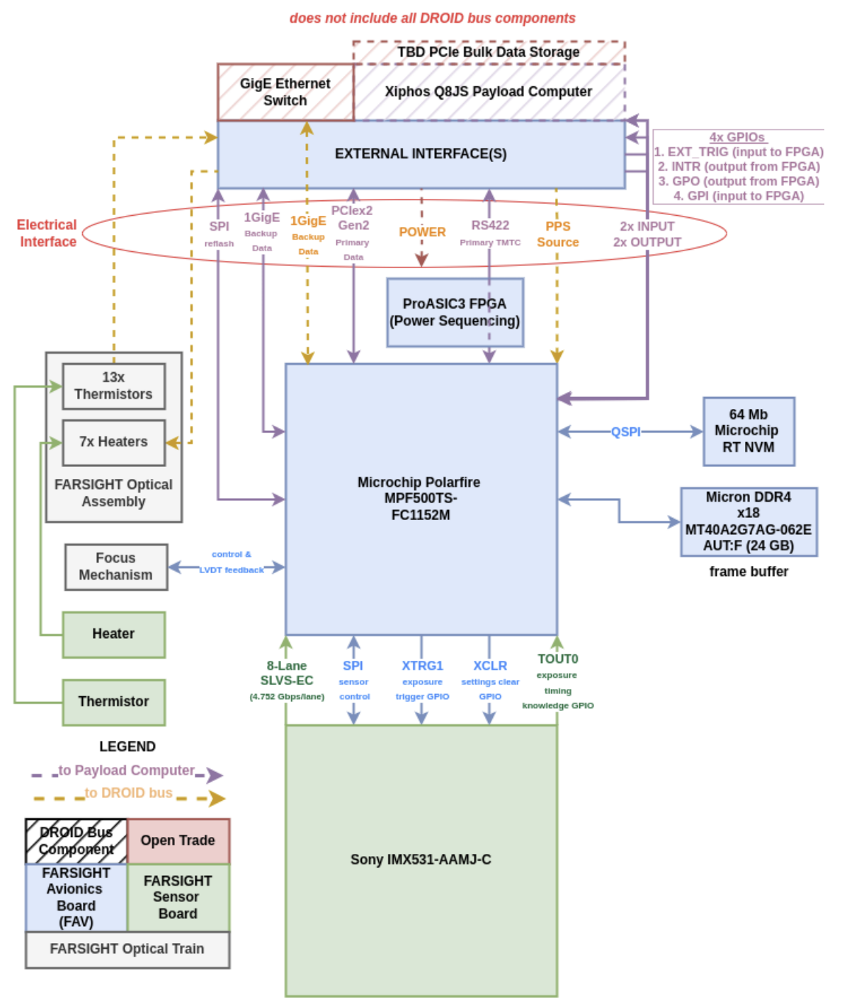 does not include all DROID bus components
TBD PCIe Bulk Data Storage
GigE Ethernet
Switch
Xiphos Q8JS Payload Computer
EXTERNAL INTERFACE(S)
4x GPIOs
1. EXT_TRIG (input to FPGA)
2. INTR (output from FPGA)
3. GPO (output from FPGA)
4. GPI (input to FPGA)
Electrical
Interface
SPI
reflash
1GigE
Backup
Data
1GigE
Backup
Data
PCIex2
Gen2
Primary
Data
POWER
RS422
Primary TMTC
PPS
Source
2x INPUT
2x OUTPUT
ProASIC3 FPGA
(Power Sequencing)
13x
Thermistors
7x Heaters
FARSIGHT Optical
Assembly
Microchip Polarfire
MPF500TS-
FC1152M
QSPI
64 Mb
Microchip
RT NVM
Micron DDR4
x18
MT40A2G7AG-062E
AUT:F (24 GB)
frame buffer
Focus
Mechanism
control &
LVDT feedback
Heater
Thermistor
8-Lane
SLVS-EC
(4.752 Gbps/lane)
SPI
sensor
control
XTRG1
exposure
trigger GPIO
XCLR
settings clear
GPIO
TOUT0
exposure
timing
knowledge GPIO
Sony IMX531-AAMJ-C
LEGEND
to Payload Computer
to DROID bus
DROID Bus
Component
Open Trade
FARSIGHT
Avionics
Board
(FAV)
FARSIGHT
Sensor
Board
FARSIGHT Optical Train